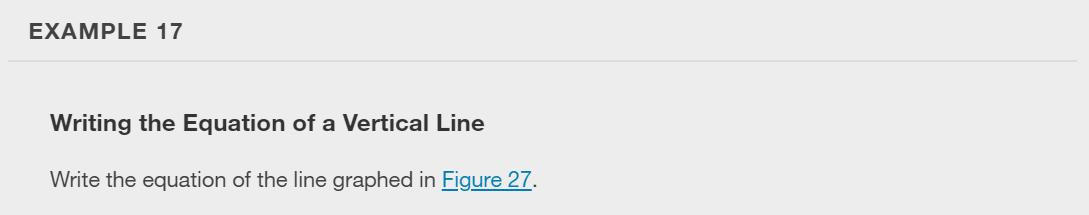 EXAMPLE 17
Writing the Equation of a Vertical Line
Write the equation of the line graphed in Figure 27.